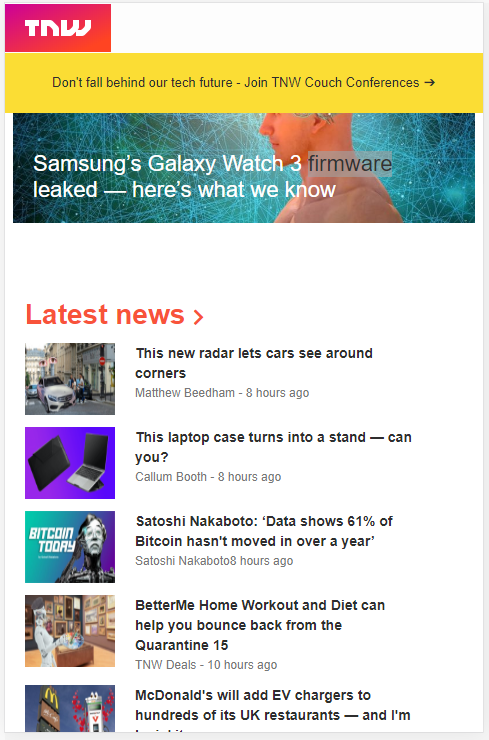 TNW
Don't fall behind our tech future - Join TNW Couch Conferences ➔
Samsung’s Galaxy Watch 3 firmware
leaked — here’s what we know
Latest news
This new radar lets cars see around
corners
Matthew Beedham - 8 hours ago
This laptop case turns into a stand — can
you?
Callum Booth - 8 hours ago
BITCOIN
TODAY
Satoshi Nakaboto: ‘Data shows 61% of
Bitcoin hasn't moved in over a year’
Satoshi Nakaboto8 hours ago
BetterMe Home Workout and Diet can
help you bounce back from the
Quarantine 15
TNW Deals - 10 hours ago
McDonald's will add EV chargers to
hundreds of its UK restaurants — and I'm